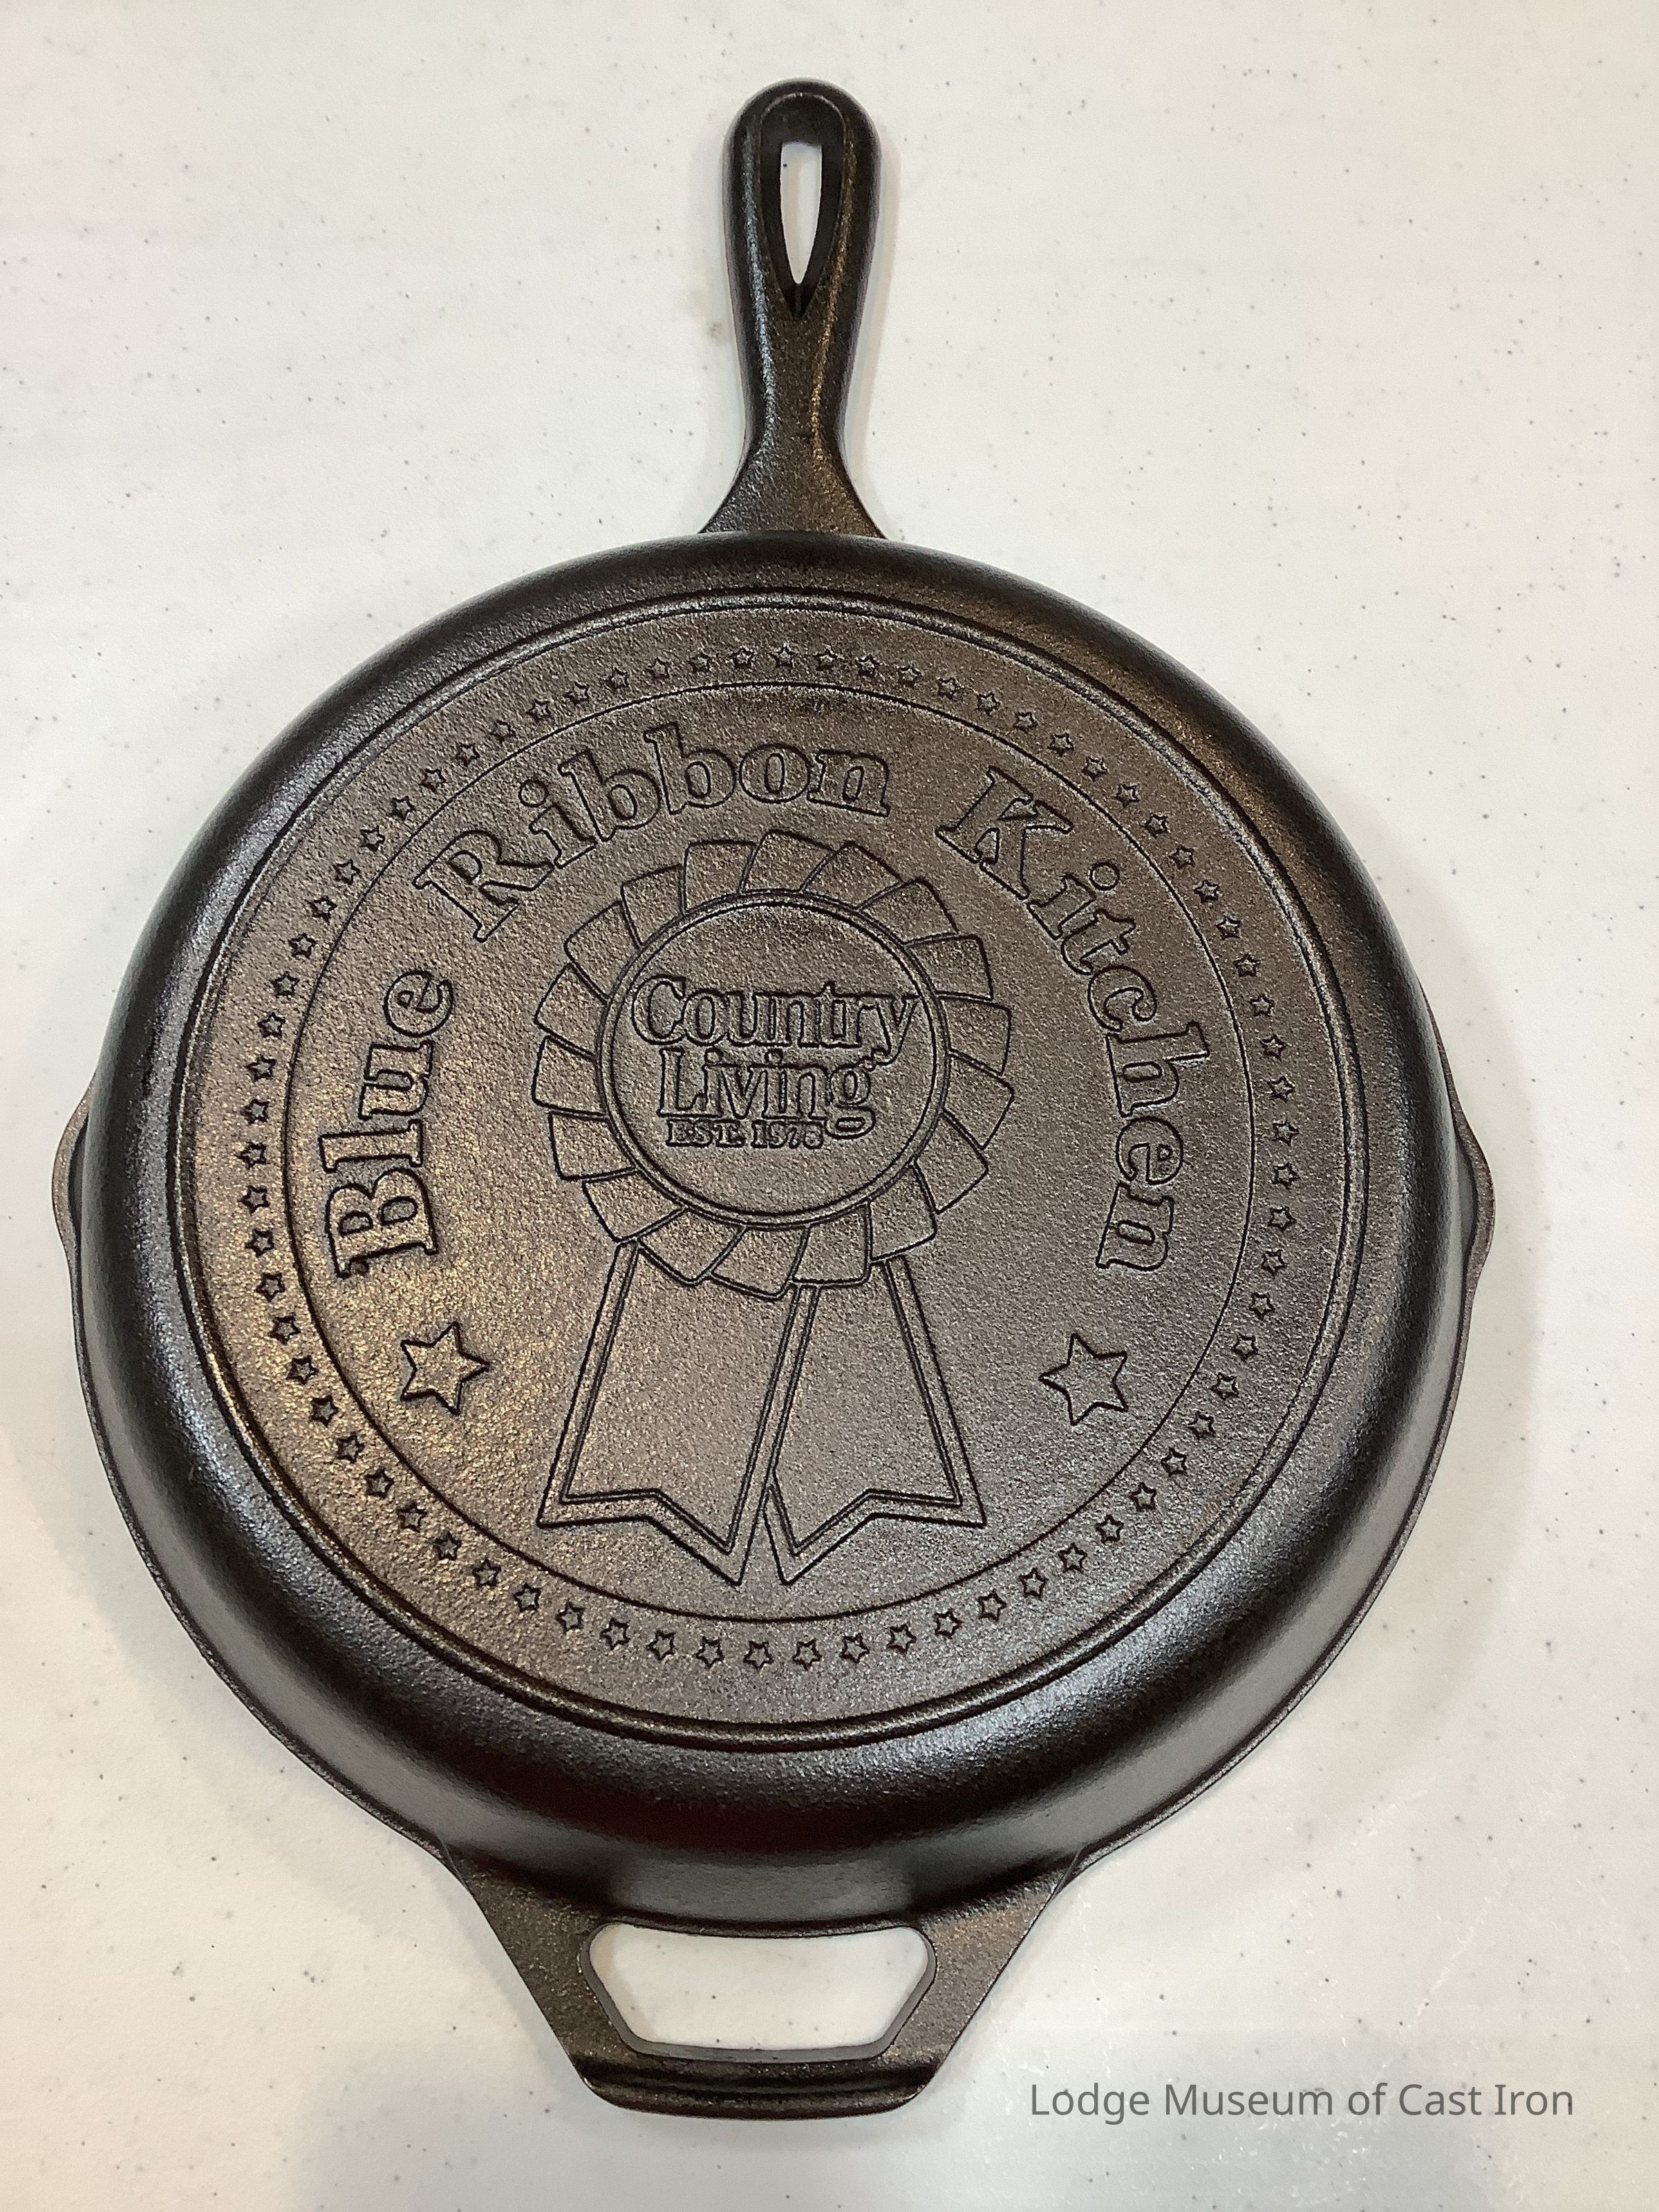 Blue Ribbon Kitchen
Country
Living
EST. 1978
Lodge Museum of Cast Iron